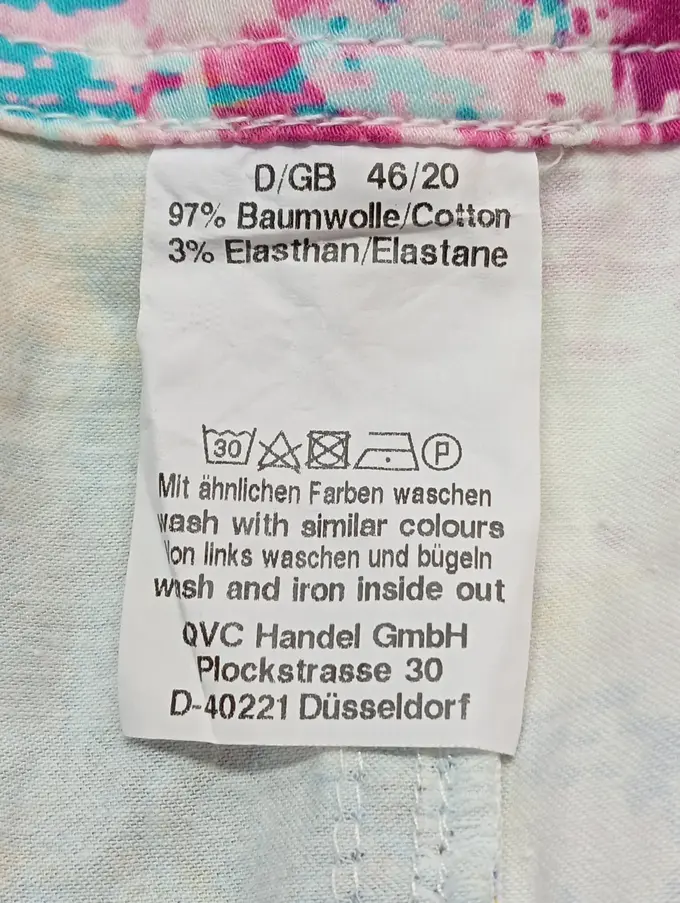 D/GB 46/20
97% Baumwolle/Cotton
3% Elasthan/Elastane
30 P
Mit ähnlichen Farben waschen
wash with similar colours
Von links waschen und bügeln
wash and iron inside out
QVC Handel GmbH
Plockstrasse 30
D-40221 Düsseldorf